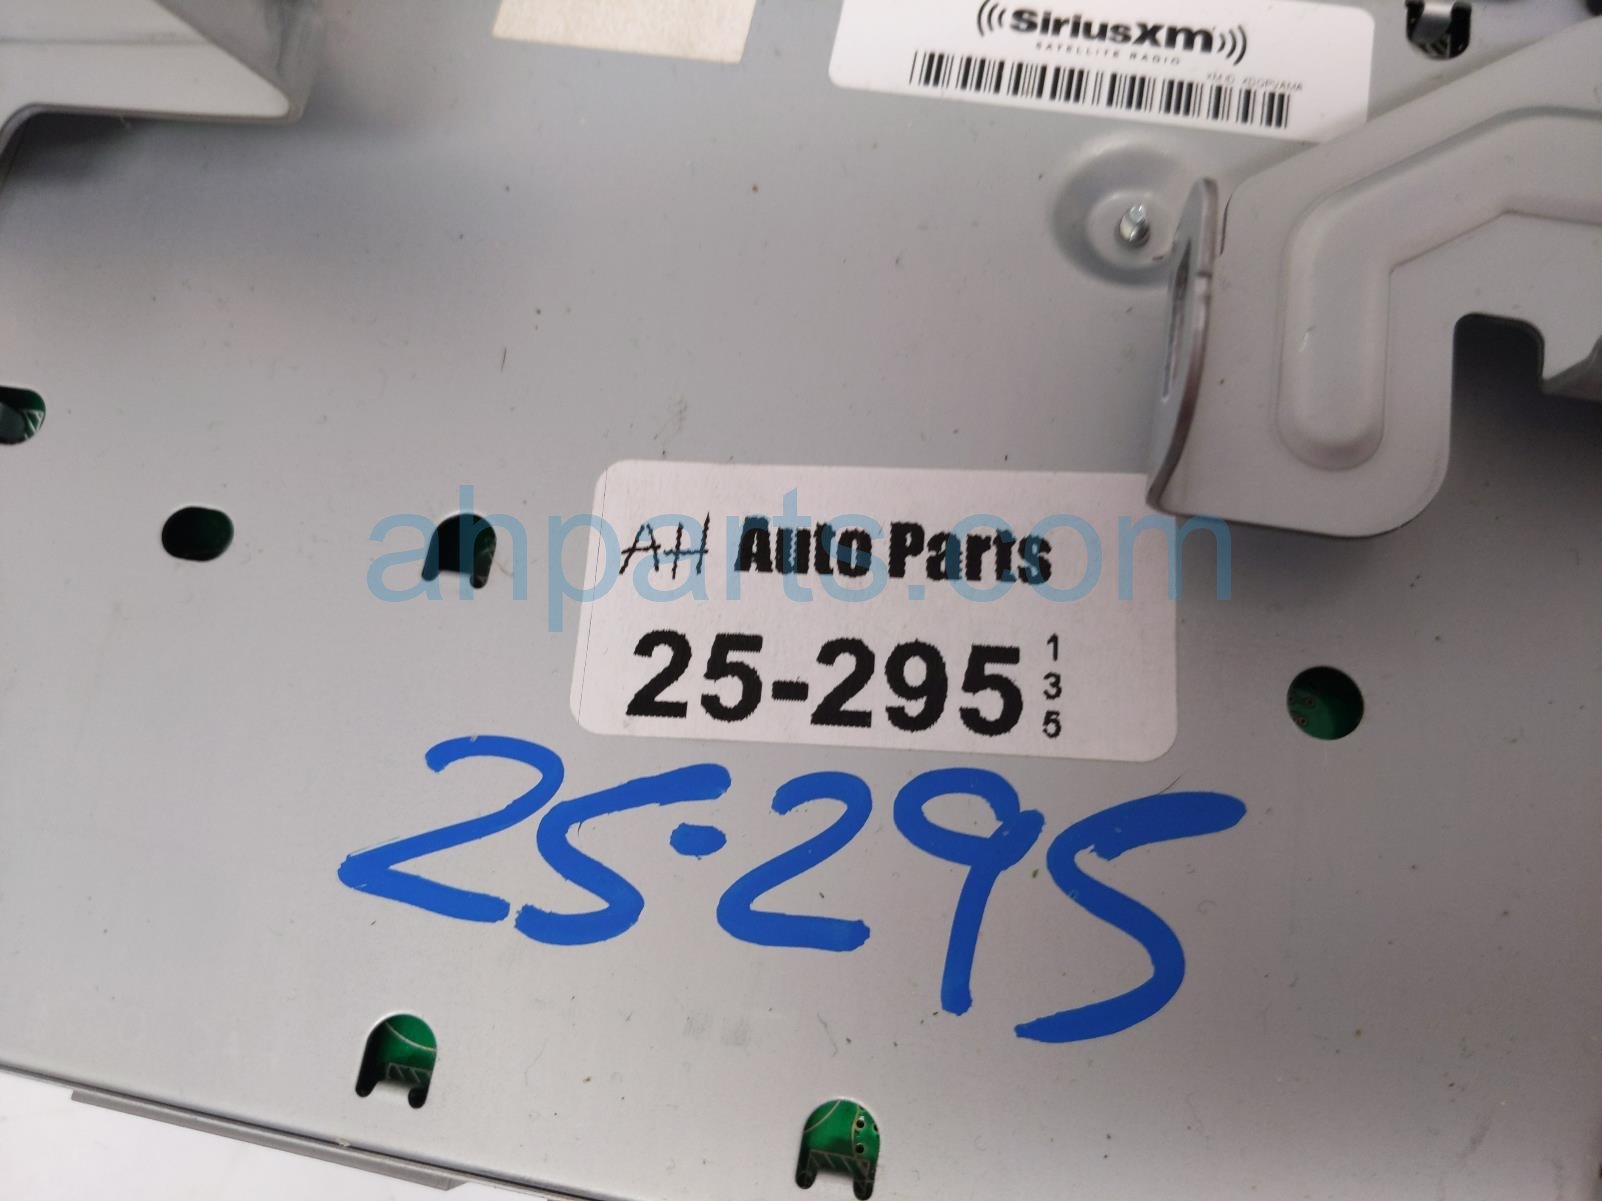 SiriusXm
SATELLITE RADIO
AH Auto Parts
25-295
1
3
5
25-295
ahparts.com